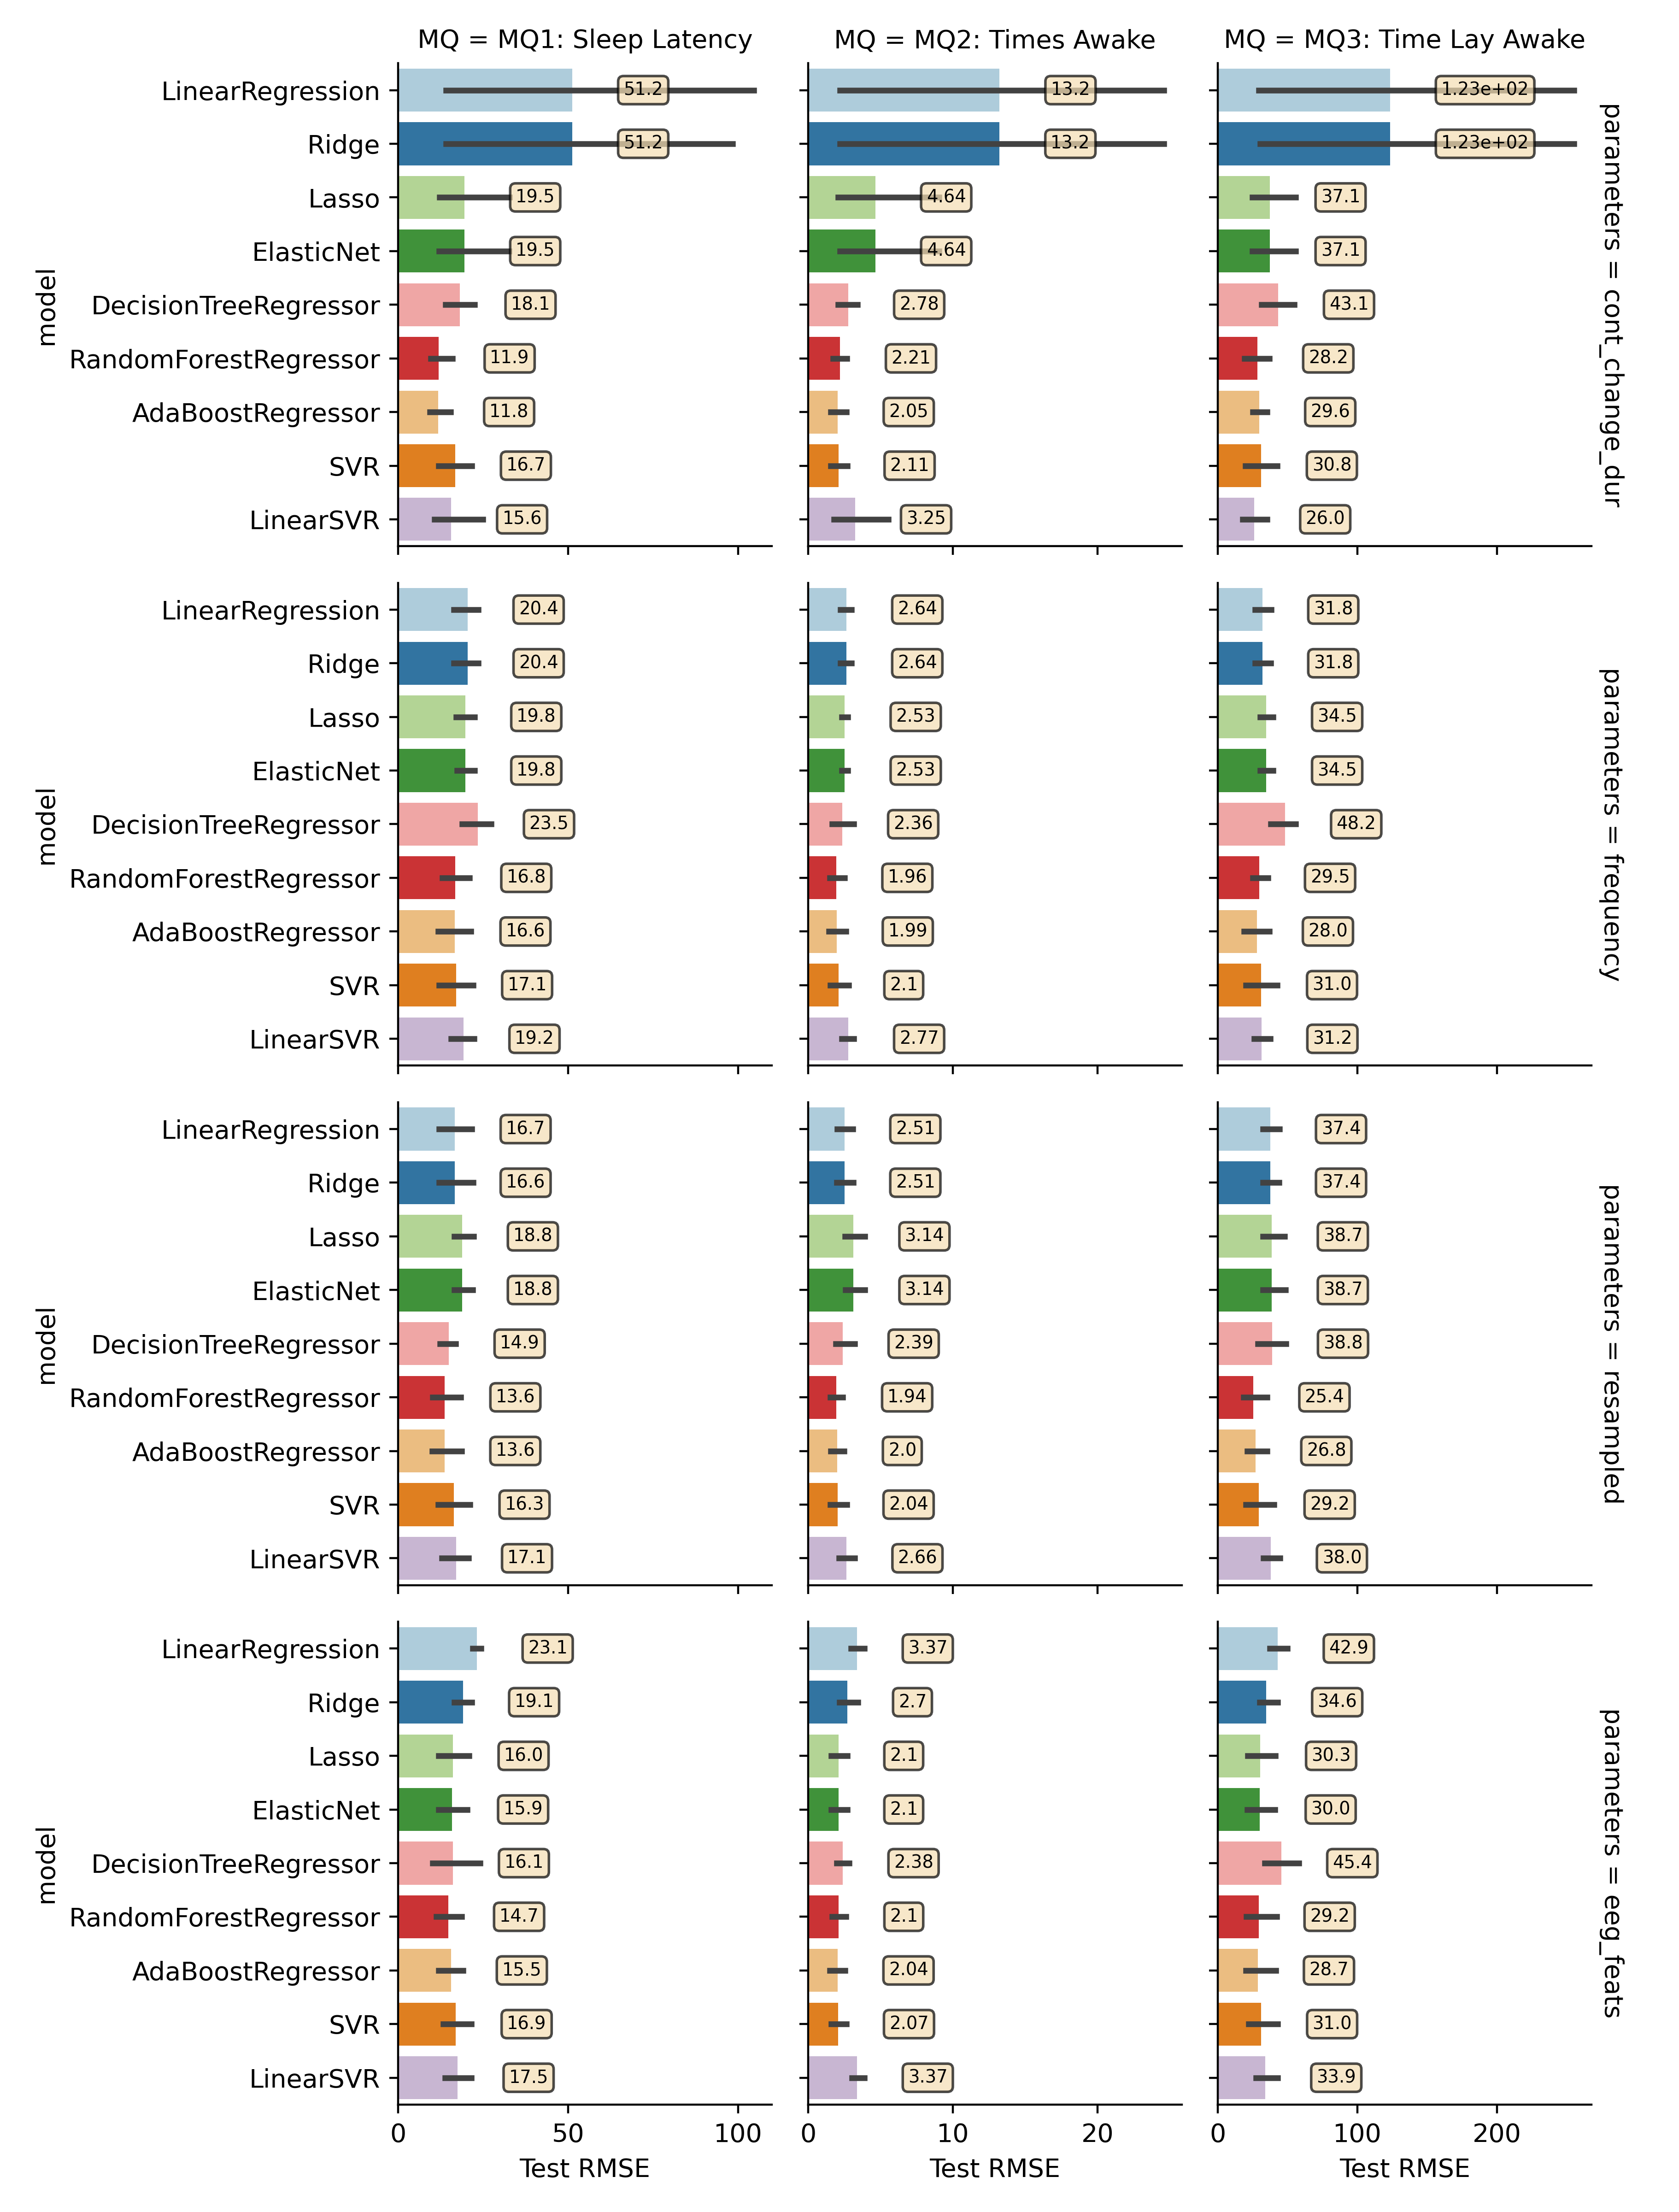 MQ = MQ1: Sleep Latency MQ = MQ2: Times Awake MQ = MQ3: Time Lay Awake
LinearRegression 51.2 13.2 1.23e+02
Ridge 51.2 13.2 1.23e+02
Lasso 19.5 4.64 37.1
ElasticNet 19.5 4.64 37.1
DecisionTreeRegressor 18.1 2.78 43.1
RandomForestRegressor 11.9 2.21 28.2
AdaBoostRegressor 11.8 2.05 29.6
SVR 16.7 2.11 30.8
LinearSVR 15.6 3.25 26.0
model
parameters = cont_change_dur
LinearRegression 20.4 2.64 31.8
Ridge 20.4 2.64 31.8
Lasso 19.8 2.53 34.5
ElasticNet 19.8 2.53 34.5
DecisionTreeRegressor 23.5 2.36 48.2
RandomForestRegressor 16.8 1.96 29.5
AdaBoostRegressor 16.6 1.99 28.0
SVR 17.1 2.1 31.0
LinearSVR 19.2 2.77 31.2
model
parameters = frequency
LinearRegression 16.7 2.51 37.4
Ridge 16.6 2.51 37.4
Lasso 18.8 3.14 38.7
ElasticNet 18.8 3.14 38.7
DecisionTreeRegressor 14.9 2.39 38.8
RandomForestRegressor 13.6 1.94 25.4
AdaBoostRegressor 13.6 2.0 26.8
SVR 16.3 2.04 29.2
LinearSVR 17.1 2.66 38.0
model
parameters = resampled
LinearRegression 23.1 3.37 42.9
Ridge 19.1 2.7 34.6
Lasso 16.0 2.1 30.3
ElasticNet 15.9 2.1 30.0
DecisionTreeRegressor 16.1 2.38 45.4
RandomForestRegressor 14.7 2.1 29.2
AdaBoostRegressor 15.5 2.04 28.7
SVR 16.9 2.07 31.0
LinearSVR 17.5 3.37 33.9
model
parameters = eeg_feats
0 50 100 0 10 20 0 100 200
Test RMSE Test RMSE Test RMSE